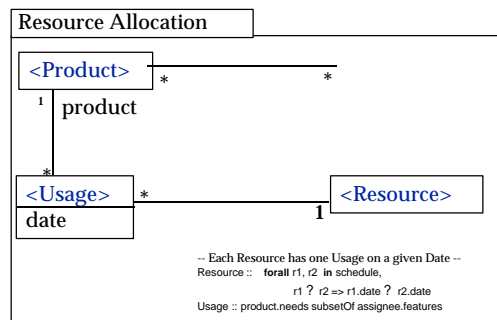 Resource Allocation
<Product>
*
*
1
product
*
<Usage>
*
<Resource>
date
1
-- Each Resource has one Usage on a given Date --
Resource :: forall r1, r2 in schedule,
r1 ? r2 => r1.date ? r2.date
Usage :: product.needs subsetOf assignee.features